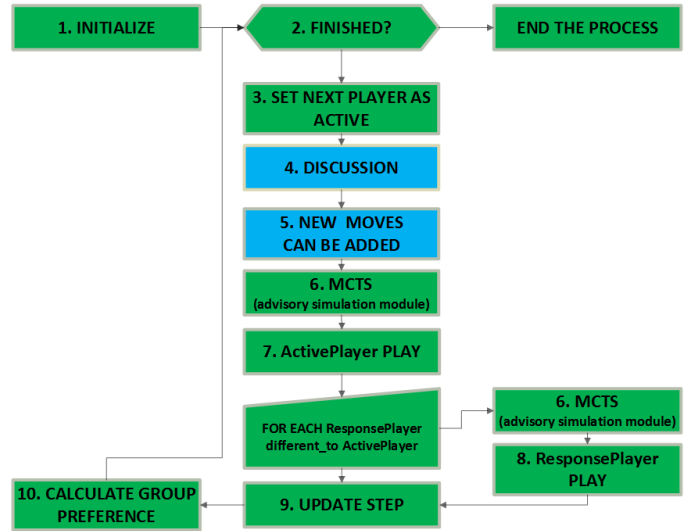 1. INITIALIZE
2. FINISHED?
END THE PROCESS
3. SET NEXT PLAYER AS
ACTIVE
4. DISCUSSION
5. NEW MOVES
CAN BE ADDED
6. MCTS
(advisory simulation module)
7. ActivePlayer PLAY
FOR EACH ResponsePlayer
different_to ActivePlayer
6. MCTS
(advisory simulation module)
8. ResponsePlayer
PLAY
9. UPDATE STEP
10. CALCULATE GROUP
PREFERENCE